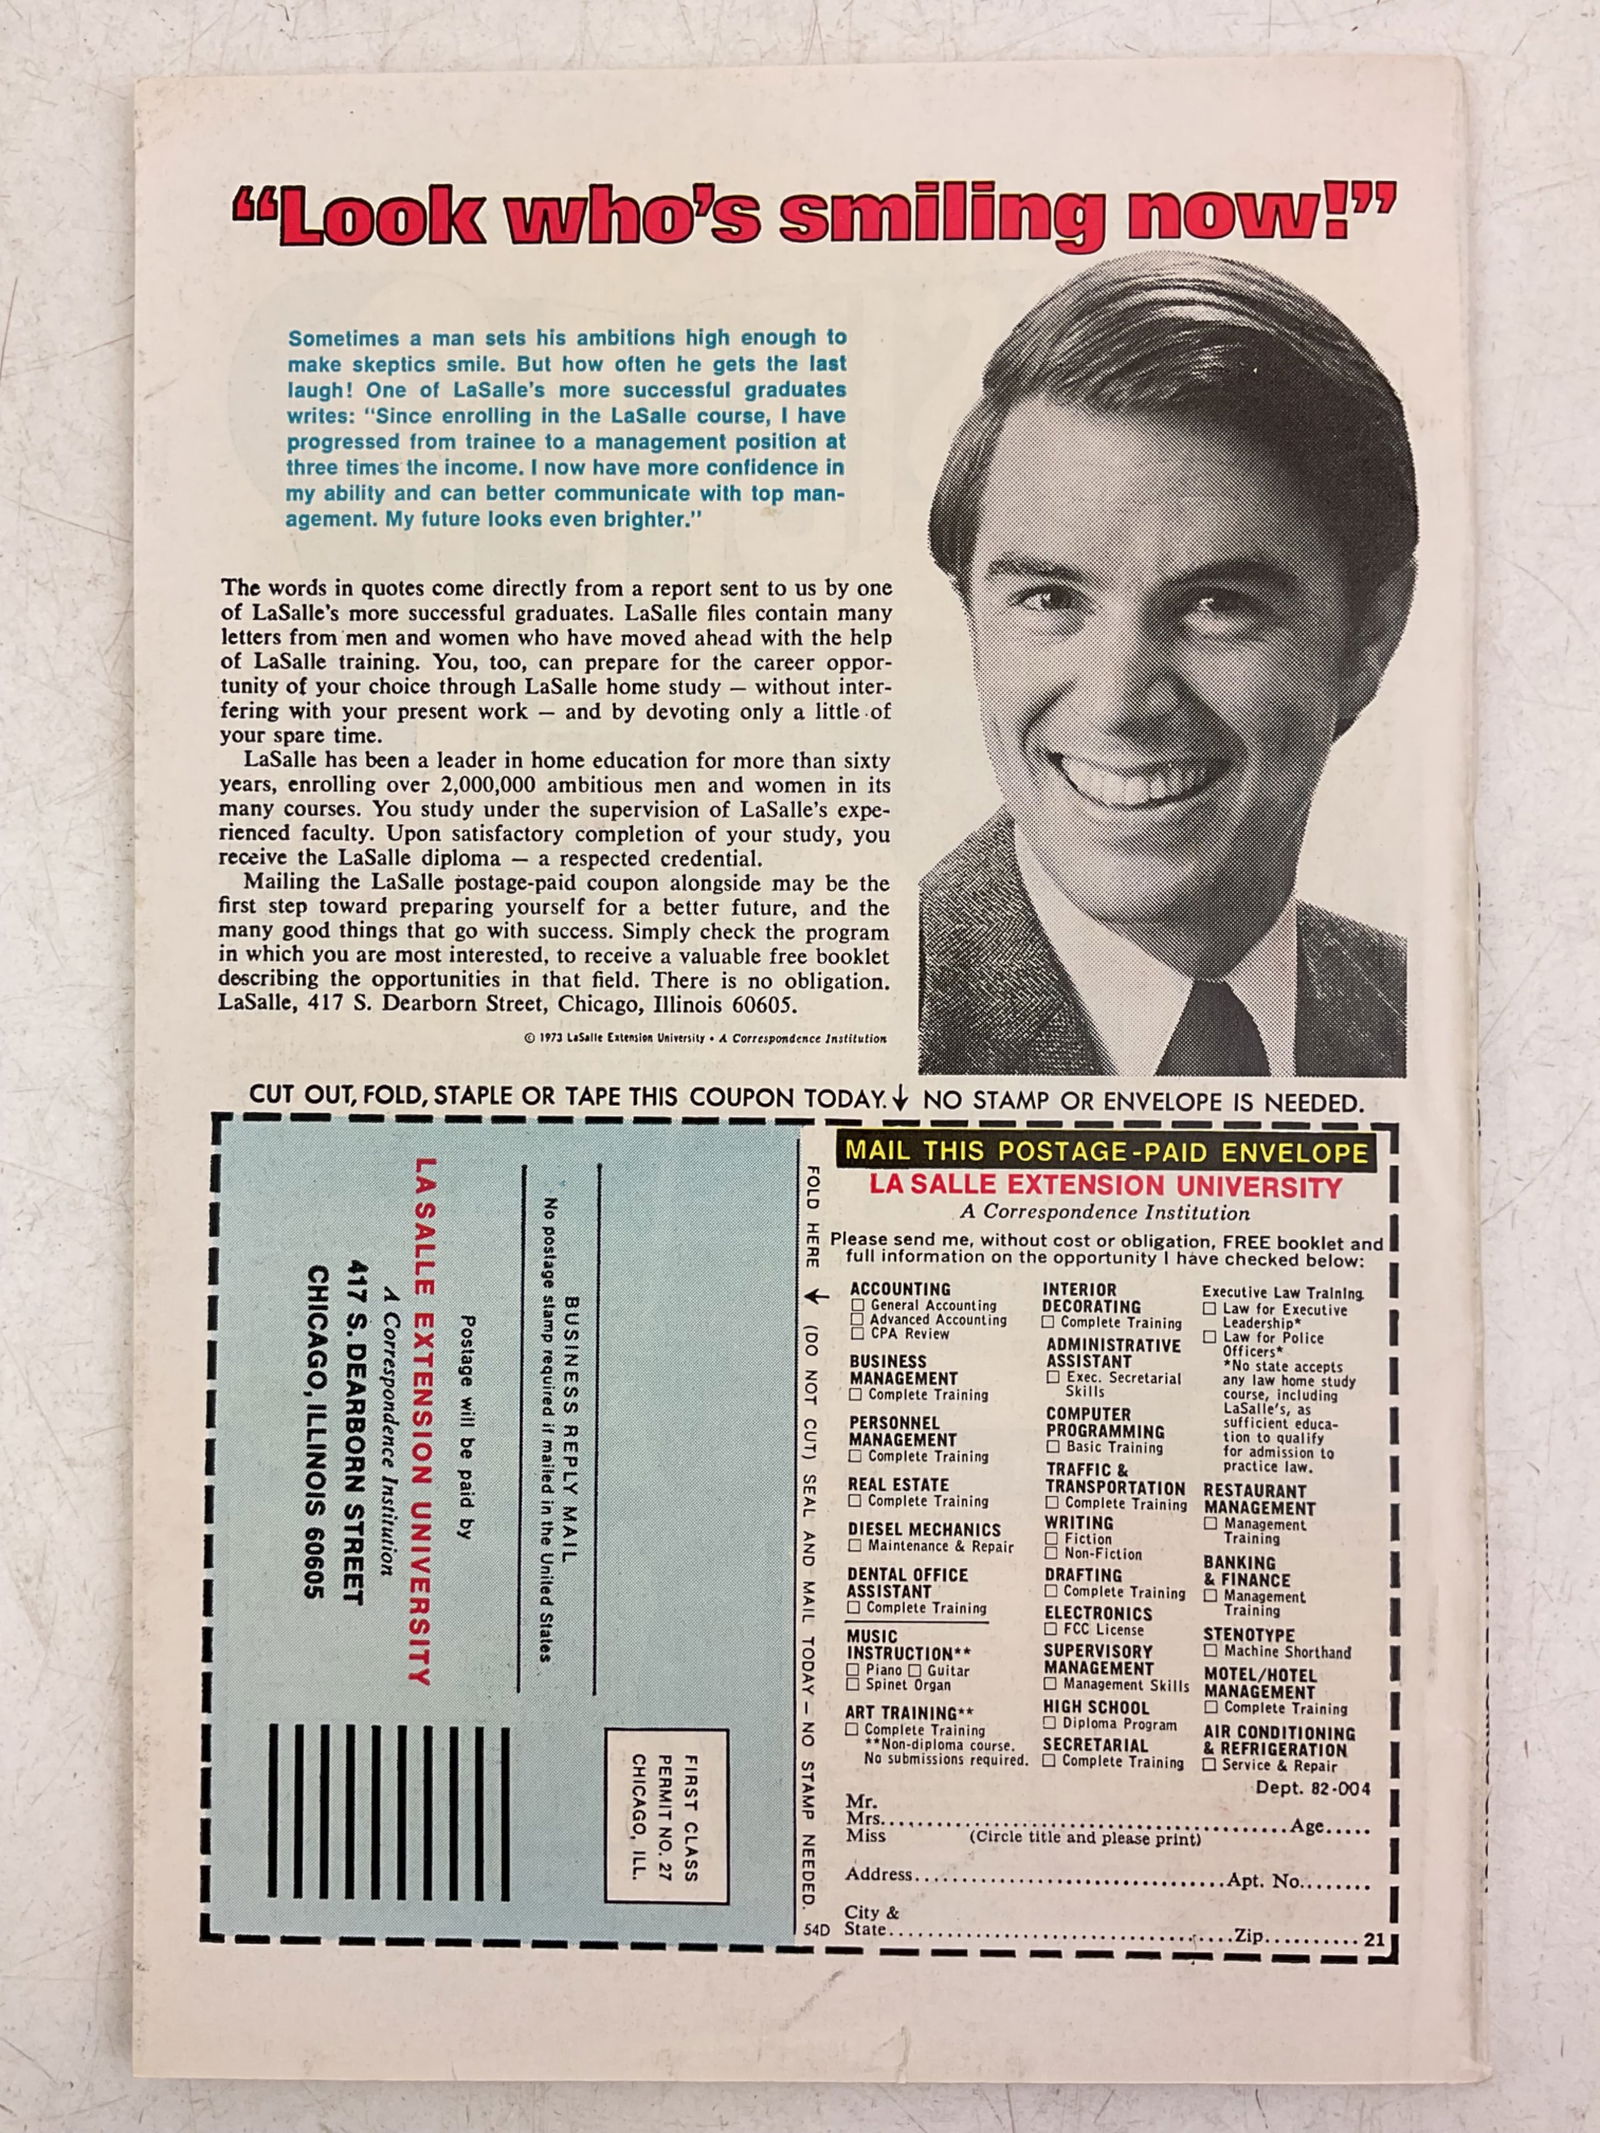 “Look who’s smiling now!”
Sometimes a man sets his ambitions high enough to
make skeptics smile. But how often he gets the last
laugh! One of LaSalle’s more successful graduates
writes: “Since enrolling in the LaSalle course, I have
progressed from trainee to a management position at
three times the income. I now have more confidence in
my ability and can better communicate with top man-
agement. My future looks even brighter.”
The words in quotes come directly from a report sent to us by one
of LaSalle’s more successful graduates. LaSalle files contain many
letters from men and women who have moved ahead with the help
of LaSalle training. You, too, can prepare for the career oppor-
tunity of your choice through LaSalle home study — without inter-
fering with your present work — and by devoting only a little of
your spare time.
LaSalle has been a leader in home education for more than sixty
years, enrolling over 2,000,000 ambitious men and women in its
many courses. You study under the supervision of LaSalle’s expe-
rienced faculty. Upon satisfactory completion of your study, you
receive the LaSalle diploma — a respected credential.
Mailing the LaSalle postage-paid coupon alongside may be the
first step toward preparing yourself for a better future, and the
many good things that go with success. Simply check the program
in which you are most interested, to receive a valuable free booklet
describing the opportunities in that field. There is no obligation.
LaSalle, 417 S. Dearborn Street, Chicago, Illinois 60605.
© 1973 LaSalle Extension University • A Correspondence Institution
CUT OUT, FOLD, STAPLE OR TAPE THIS COUPON TODAY.↓ NO STAMP OR ENVELOPE IS NEEDED.
FIRST CLASS
PERMIT NO. 27
CHICAGO, ILL.
BUSINESS REPLY MAIL
No postage stamp required if mailed in the United States
Postage will be paid by
LA SALLE EXTENSION UNIVERSITY
A Correspondence Institution
417 S. DEARBORN STREET
CHICAGO, ILLINOIS 60605
FOLD HERE ↓ (DO NOT CUT) SEAL AND MAIL TODAY — NO STAMP NEEDED.
54D
MAIL THIS POSTAGE-PAID ENVELOPE
LA SALLE EXTENSION UNIVERSITY
A Correspondence Institution
Please send me, without cost or obligation, FREE booklet and
full information on the opportunity I have checked below:
ACCOUNTING
☐ General Accounting
☐ Advanced Accounting
☐ CPA Review
BUSINESS
MANAGEMENT
☐ Complete Training
PERSONNEL
MANAGEMENT
☐ Complete Training
REAL ESTATE
☐ Complete Training
DIESEL MECHANICS
☐ Maintenance & Repair
DENTAL OFFICE
ASSISTANT
☐ Complete Training
MUSIC
INSTRUCTION**
☐ Piano ☐ Guitar
☐ Spinet Organ
ART TRAINING**
☐ Complete Training
**Non-diploma course.
No submissions required.
INTERIOR
DECORATING
☐ Complete Training
ADMINISTRATIVE
ASSISTANT
☐ Exec. Secretarial
Skills
COMPUTER
PROGRAMMING
☐ Basic Training
TRAFFIC &
TRANSPORTATION
☐ Complete Training
WRITING
☐ Fiction
☐ Non-Fiction
DRAFTING
☐ Complete Training
ELECTRONICS
☐ FCC License
SUPERVISORY
MANAGEMENT
☐ Management Skills
HIGH SCHOOL
☐ Diploma Program
SECRETARIAL
☐ Complete Training
Executive Law Training
☐ Law for Executive
Leadership*
☐ Law for Police
Officers*
*No state accepts
any law home study
course, including
LaSalle’s, as
sufficient educa-
tion to qualify
for admission to
practice law.
RESTAURANT
MANAGEMENT
☐ Management
Training
BANKING
& FINANCE
☐ Management
Training
STENOTYPE
☐ Machine Shorthand
MOTEL/HOTEL
MANAGEMENT
☐ Complete Training
AIR CONDITIONING
& REFRIGERATION
☐ Service & Repair
Dept. 82-004
Mr.
Mrs.........................................Age.....
Miss (Circle title and please print)
Address...............................Apt. No........
City &
State...................................Zip.......... 21